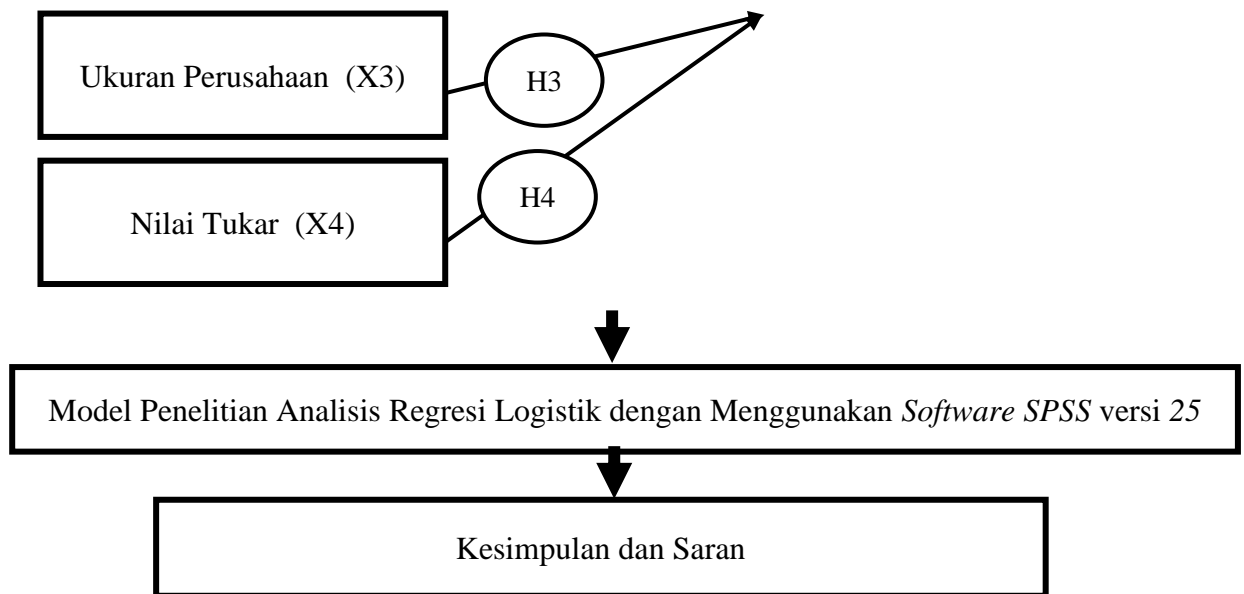 Ukuran Perusahaan (X3)
H3
Nilai Tukar (X4)
H4
Model Penelitian Analisis Regresi Logistik dengan Menggunakan Software SPSS versi 25
Kesimpulan dan Saran